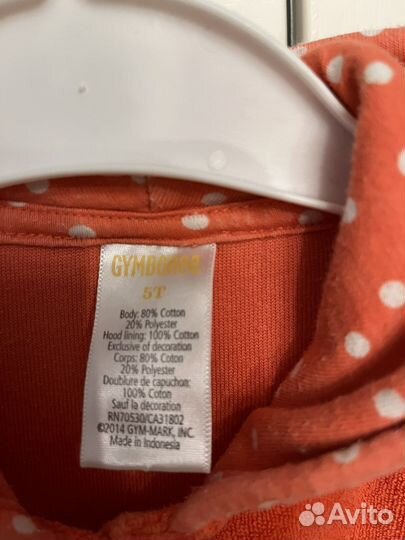 GYMBOREE
5T
Body: 80% Cotton
20% Polyester
Hood lining: 100% Cotton
Exclusive of decoration
Corps: 80% Coton
20% Polyester
Doublure de capuchon:
100% Coton
Sauf la décoration
RN70530/CA31802
©2014 GYM-MARK, INC.
Made in Indonesia
Avito